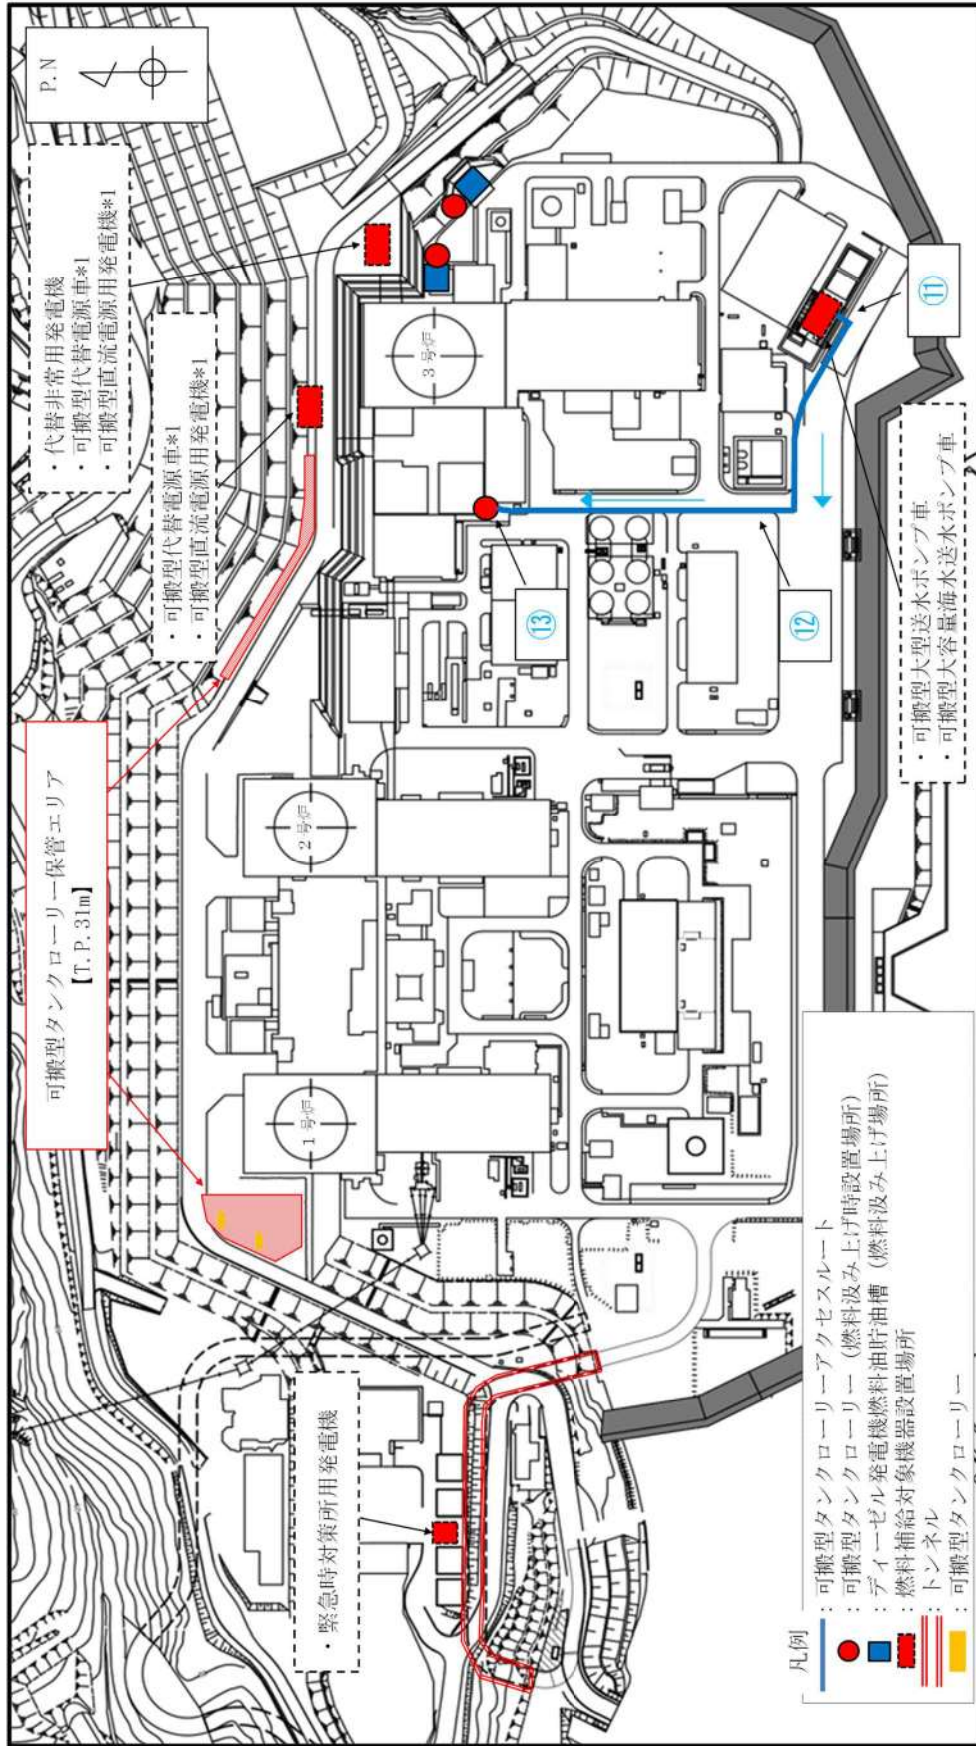 P.N
・代替非常用発電機
・可搬型代替電源車*1
・可搬型直流電源用発電機*1
・可搬型代替電源車*1
・可搬型直流電源用発電機*1
可搬型タンクローリー保管エリア
【T.P.31m】
・緊急時対策所用発電機
1号炉
2号炉
3号炉
⑬
⑫
⑪
・可搬型大型送水ポンプ車
・可搬型大容量海水送水ポンプ車
凡例
：可搬型タンクローリーアクセスルート
：可搬型タンクローリー（燃料汲み上げ時設置場所）
：ディーゼル発電機燃料油貯油槽（燃料汲み上げ場所）
：燃料補給対象機器設置場所
：トンネル
：可搬型タンクローリー